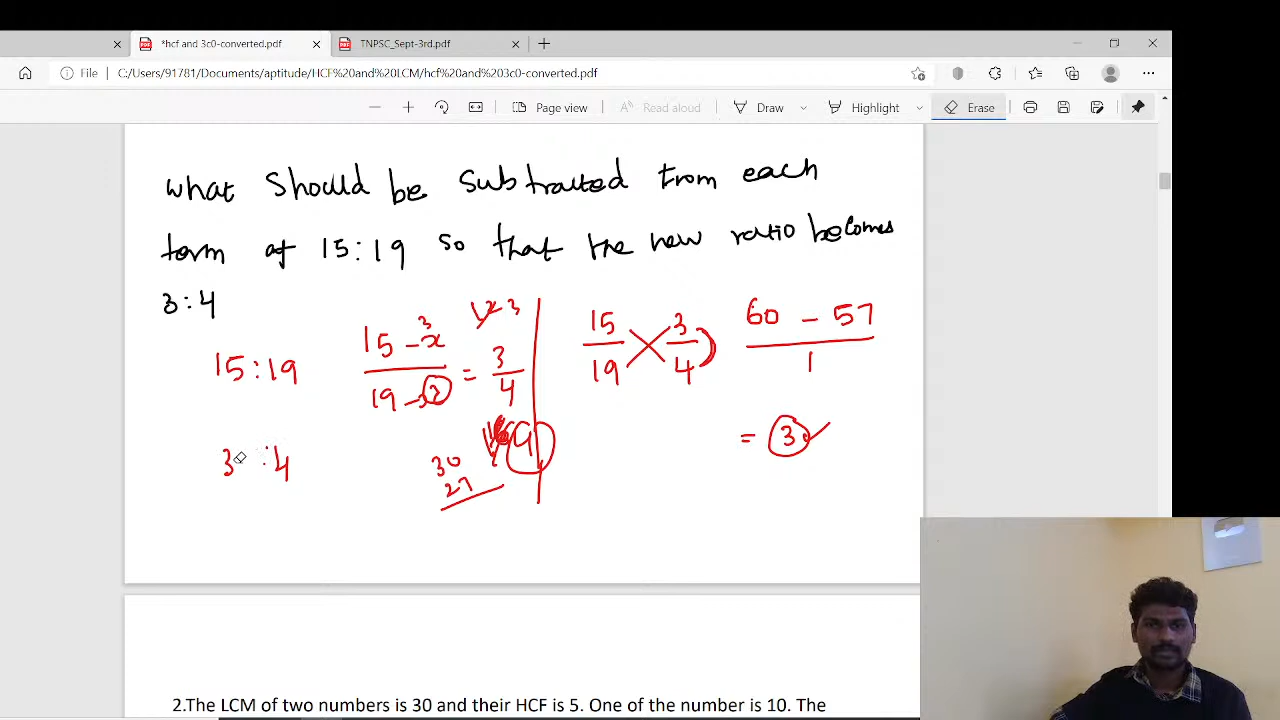 *hcf and 3c0-converted.pdf
TNPSC_Sept-3rd.pdf
File C:/Users/91781/Documents/aptitude/HCF%20and%20LCM/hcf%20and%203c0-converted.pdf
Page view Read aloud Draw Highlight Erase
what should be subtracted from each
term of 15:19 so that the new ratio becomes
3:4
15:19
3 :4
15-x
19-
= 3
4
3
30
27
9
15 3
19 4
60 - 57
1
= 3
2.The LCM of two numbers is 30 and their HCF is 5. One of the number is 10. The